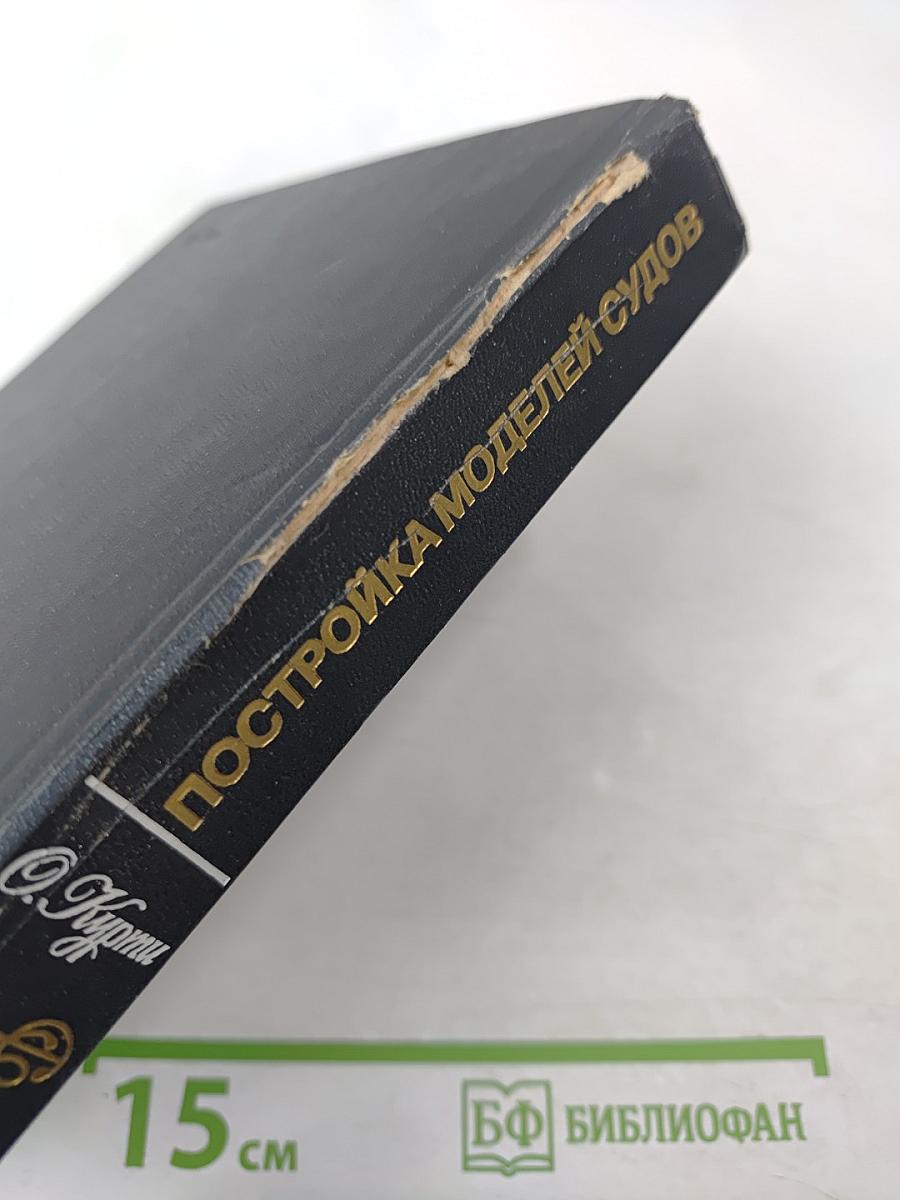 ПОСТРОЙКА МОДЕЛЕЙ СУДОВ
О. Курти
15 см
БФ БИБЛИОФАН